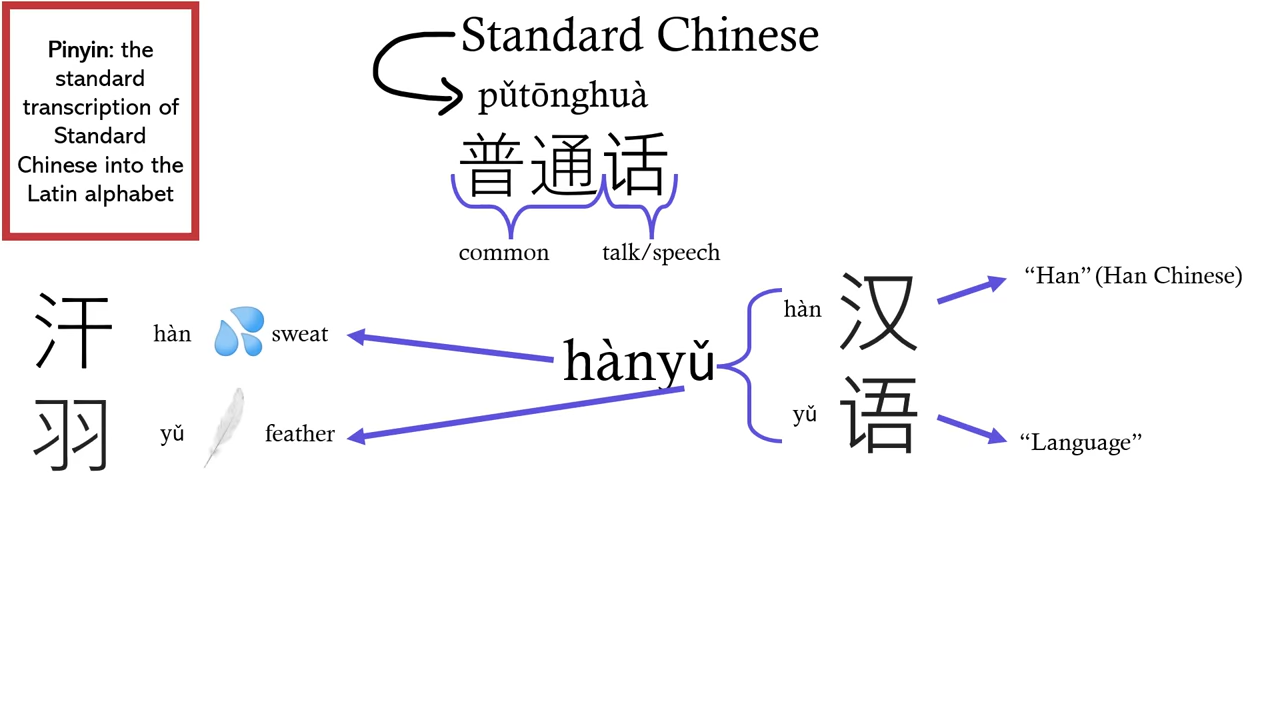 Pinyin: the
standard
transcription of
Standard
Chinese into the
Latin alphabet
Standard Chinese
pǔtōnghuà
普通话
common talk/speech
汗 hàn sweat
羽 yǔ feather
hànyǔ
hàn 汉 “Han” (Han Chinese)
yǔ 语 “Language”